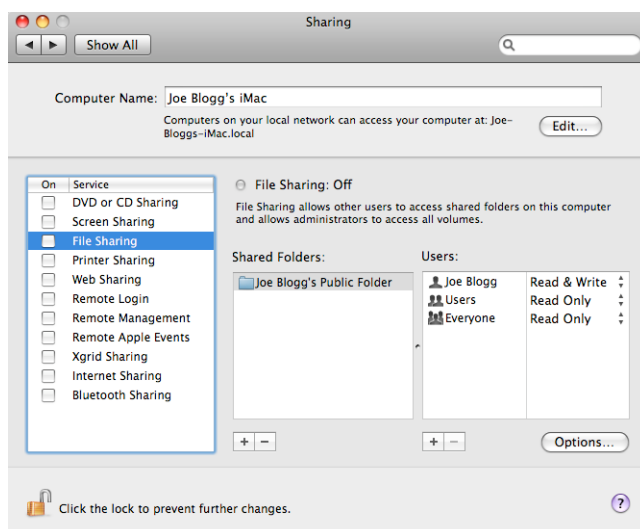 Sharing
Show All
Computer Name: Joe Blogg's iMac
Computers on your local network can access your computer at: Joe-
Bloggs-iMac.local
Edit...
On Service
DVD or CD Sharing
Screen Sharing
File Sharing
Printer Sharing
Web Sharing
Remote Login
Remote Management
Remote Apple Events
Xgrid Sharing
Internet Sharing
Bluetooth Sharing
File Sharing: Off
File Sharing allows other users to access shared folders on this computer
and allows administrators to access all volumes.
Shared Folders:
Joe Blogg's Public Folder
Users:
Joe Blogg Read & Write
Users Read Only
Everyone Read Only
+ −
+ −
Options...
Click the lock to prevent further changes.
?